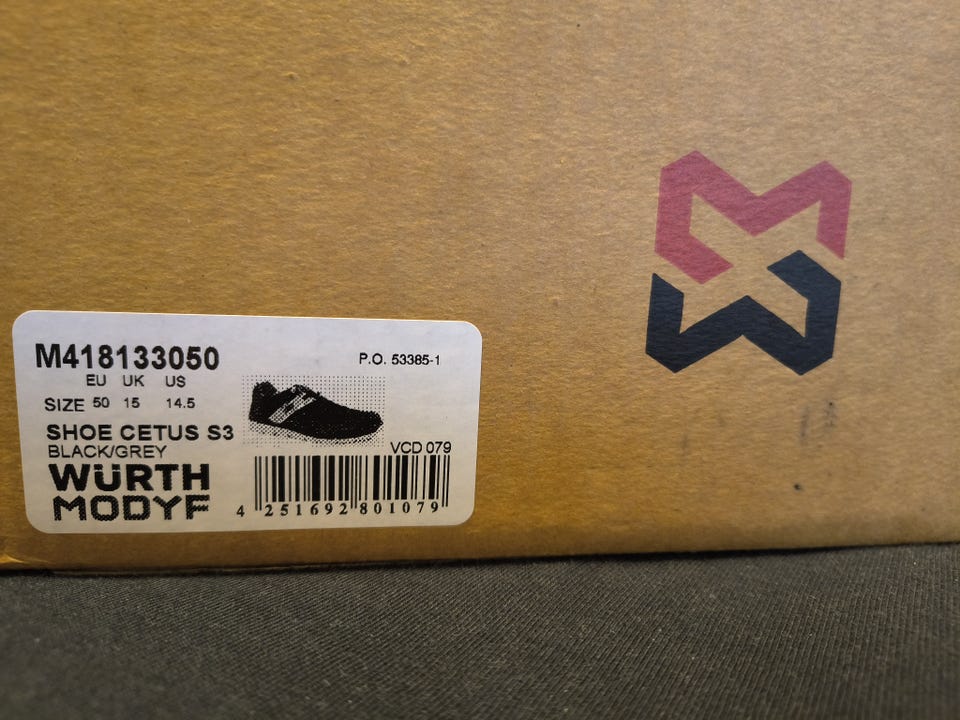 M418133050
P.O. 53385-1
EU UK US
SIZE 50 15 14.5
SHOE CETUS S3
BLACK/GREY
VCD 079
WÜRTH
MODYF
4 251692 801079